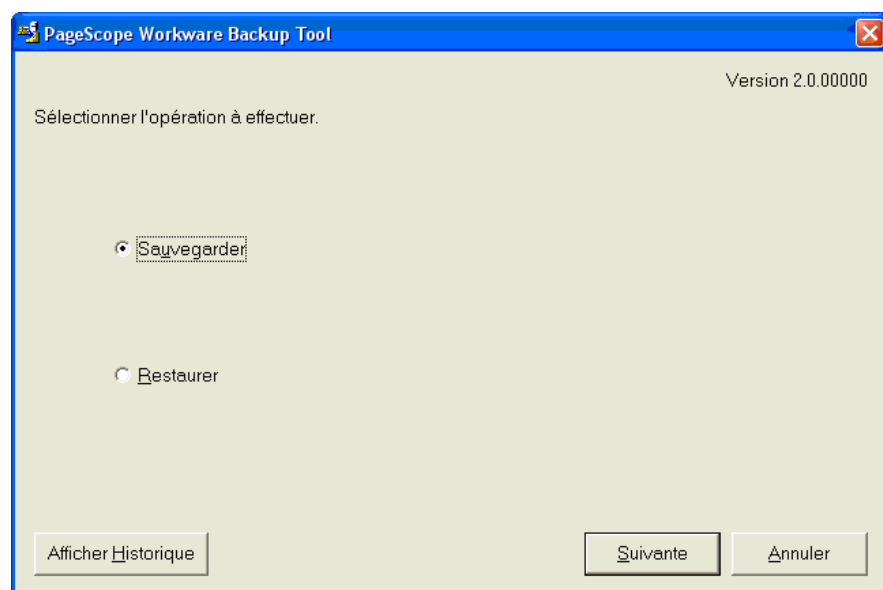 PageScope Workware Backup Tool
Version 2.0.00000
Sélectionner l'opération à effectuer.
Sauvegarder
Restaurer
Afficher Historique
Suivante
Annuler